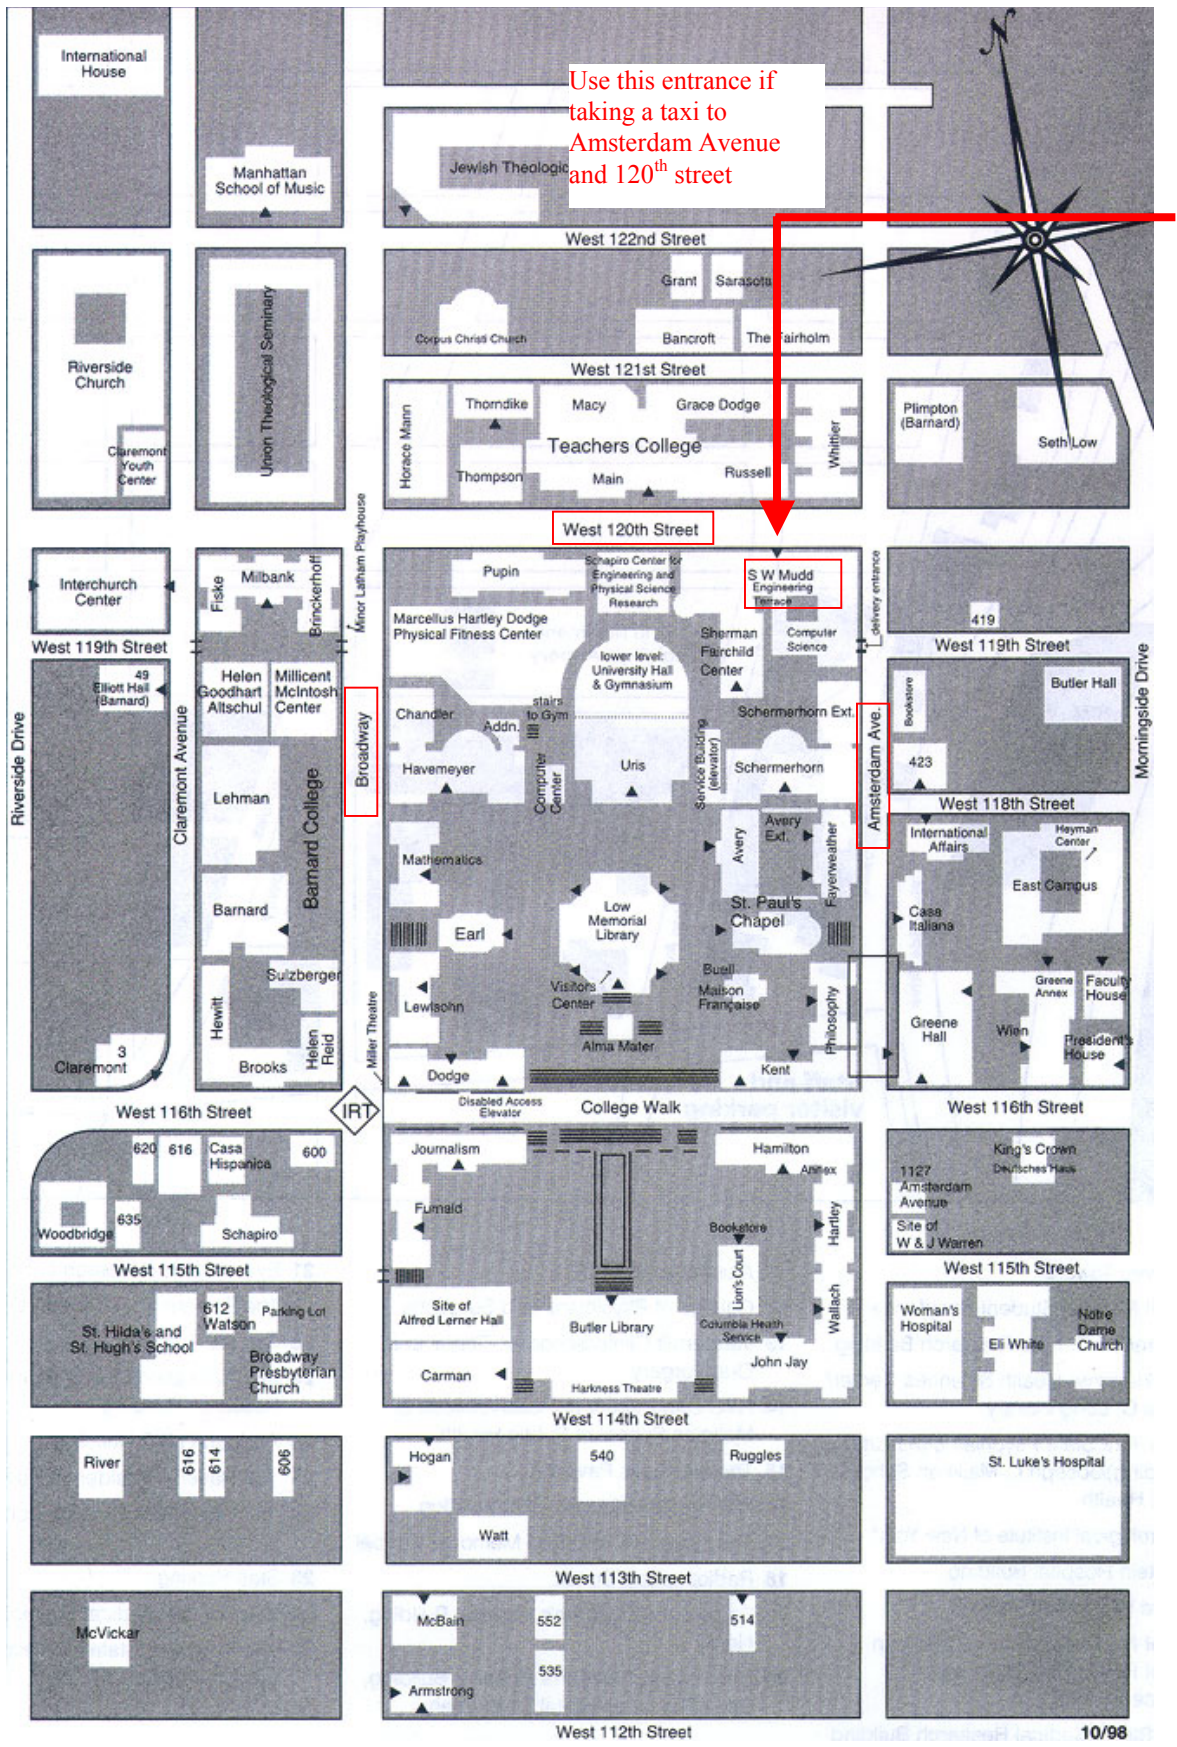 International
House
N
Use this entrance if
taking a taxi to
Amsterdam Avenue
and 120th street
Manhattan
School of Music
Jewish Theologic
West 122nd Street
Grant
Sarasota
Corpus Christi Church
Bancroft
The Fairholm
Riverside
Church
Union Theological Seminary
West 121st Street
Claremont
Youth
Center
Horace Mann
Thorndike
Macy
Grace Dodge
Teachers College
Thompson
Main
Russell
Whittier
Plimpton
(Barnard)
Seth Low
West 120th Street
Minor Latham Playhouse
Interchurch
Center
Fiske
Milbank
Brinckerhoff
Pupin
Schapiro Center for
Engineering and
Physical Science
Research
S W Mudd
Engineering
Terrace
delivery entrance
419
Marcellus Hartley Dodge
Physical Fitness Center
Sherman
Fairchild
Center
Computer
Science
West 119th Street
West 119th Street
lower level:
University Hall
& Gymnasium
49
Elliott Hall
(Barnard)
Helen
Goodhart
Altschul
Millicent
McIntosh
Center
Butler Hall
Bookstore
Riverside Drive
Claremont Avenue
Broadway
Chandler
Addn.
stairs
to Gym
Schermerhorn Ext.
Amsterdam Ave.
Morningside Drive
Havemeyer
Computer
Center
Uris
Service Building
(elevator)
Schermerhorn
423
Lehman
Barnard College
West 118th Street
Mathematics
Avery
Avery
Ext.
Fayerweather
International
Affairs
Heyman
Center
East Campus
Barnard
Earl
Low
Memorial
Library
St. Paul's
Chapel
Casa
Italiana
Sulzberger
Hewitt
Helen
Reid
Lewisohn
Visitors
Center
Buell
Maison
Française
Philosophy
Greene
Hall
Greene
Annex
Faculty
House
Wien
President's
House
Miller Theatre
Alma Mater
3
Claremont
Brooks
Dodge
Kent
Disabled Access
Elevator
West 116th Street
IRT
College Walk
West 116th Street
620
616
Casa
Hispanica
600
Journalism
Hamilton
Annex
King's Crown
Deutsches Haus
1127
Amsterdam
Avenue
Woodbridge
635
Schapiro
Furnald
Bookstore
Hartley
Site of
W & J Warren
West 115th Street
West 115th Street
Lion's Court
Wallach
612
Watson
Parking Lot
St. Hilda's and
St. Hugh's School
Site of
Alfred Lerner Hall
Butler Library
Columbia Health
Service
Woman's
Hospital
Eli White
Notre
Dame
Church
Broadway
Presbyterian
Church
Carman
Harkness Theatre
John Jay
West 114th Street
River
616
614
606
Hogan
540
Ruggles
St. Luke's Hospital
Watt
West 113th Street
McVickar
McBain
552
514
535
Armstrong
West 112th Street
10/98